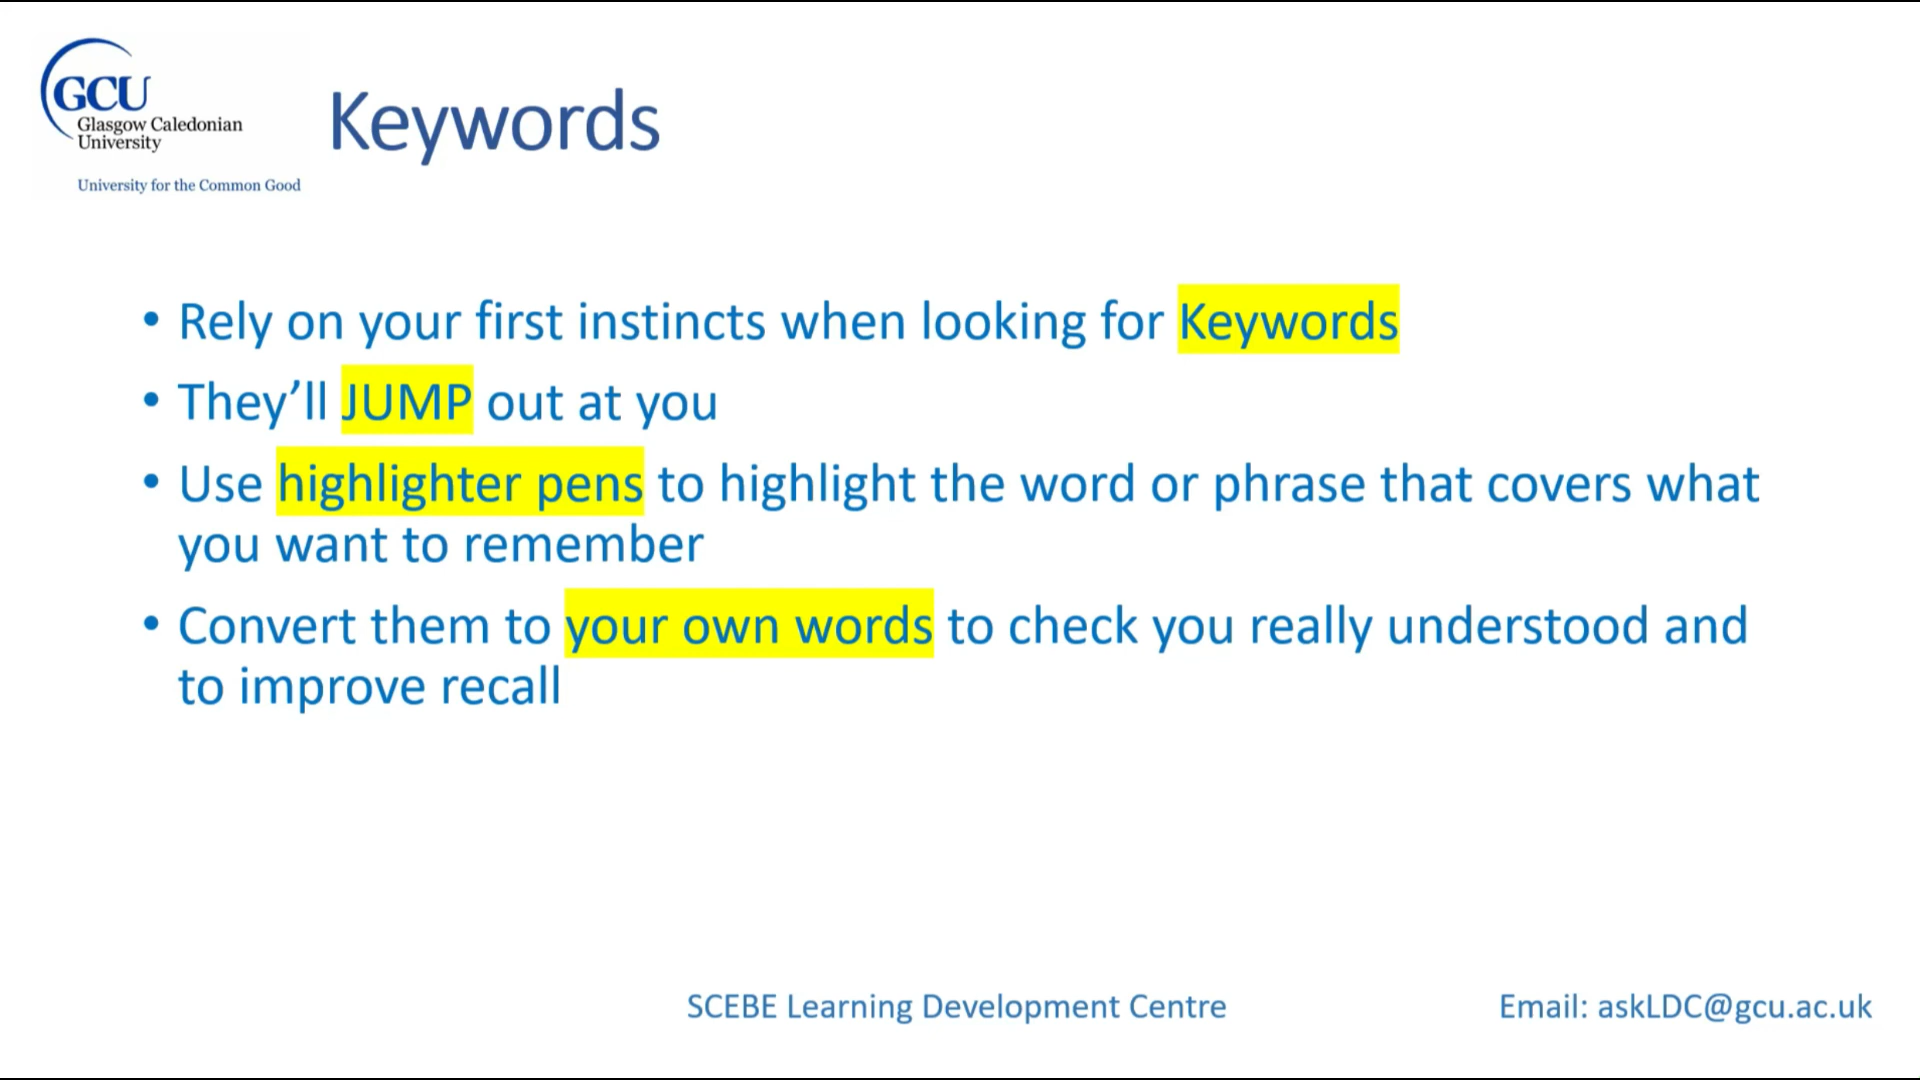 GCU
Glasgow Caledonian
University
University for the Common Good
Keywords
• Rely on your first instincts when looking for Keywords
• They’ll JUMP out at you
• Use highlighter pens to highlight the word or phrase that covers what
you want to remember
• Convert them to your own words to check you really understood and
to improve recall
SCEBE Learning Development Centre
Email: askLDC@gcu.ac.uk